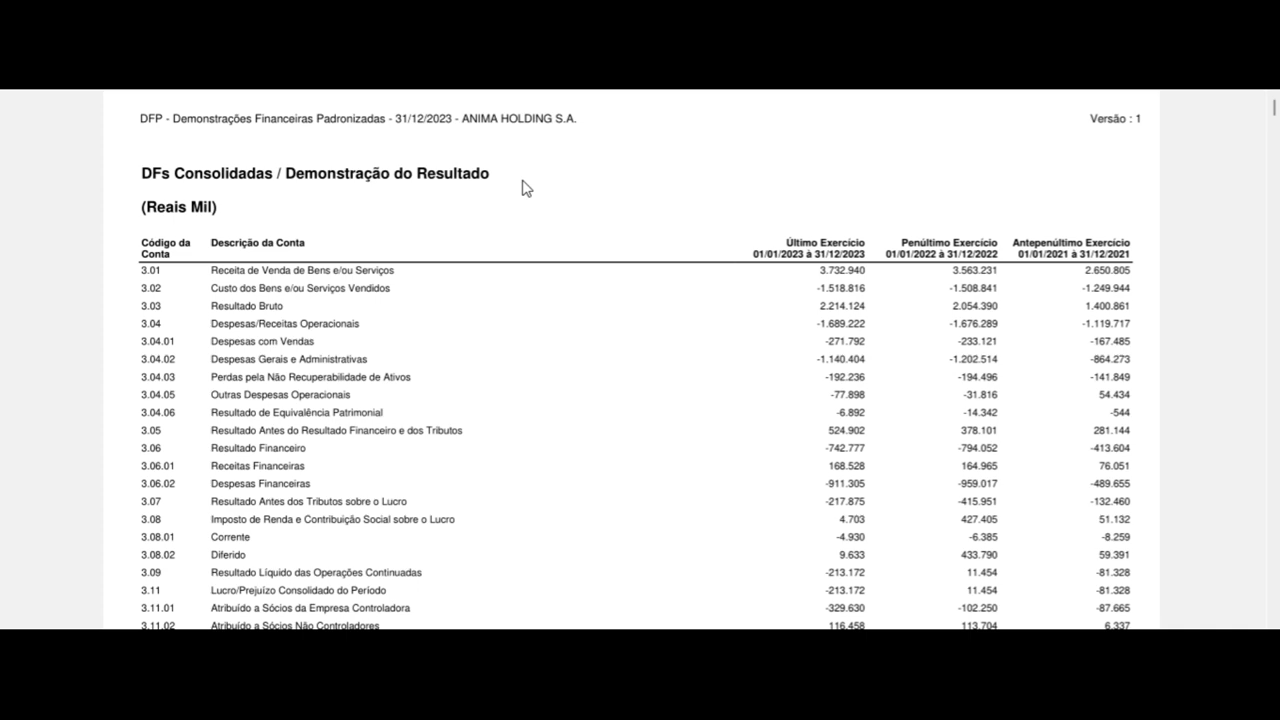 DFP - Demonstrações Financeiras Padronizadas - 31/12/2023 - ANIMA HOLDING S.A. Versão : 1
DFs Consolidadas / Demonstração do Resultado
(Reais Mil)
Código da Conta Descrição da Conta Último Exercício 01/01/2023 à 31/12/2023 Penúltimo Exercício 01/01/2022 à 31/12/2022 Antepenúltimo Exercício 01/01/2021 à 31/12/2021
3.01 Receita de Venda de Bens e/ou Serviços 3.732.940 3.563.231 2.650.805
3.02 Custo dos Bens e/ou Serviços Vendidos -1.518.816 -1.508.841 -1.249.944
3.03 Resultado Bruto 2.214.124 2.054.390 1.400.861
3.04 Despesas/Receitas Operacionais -1.689.222 -1.676.289 -1.119.717
3.04.01 Despesas com Vendas -271.792 -233.121 -167.485
3.04.02 Despesas Gerais e Administrativas -1.140.404 -1.202.514 -864.273
3.04.03 Perdas pela Não Recuperabilidade de Ativos -192.236 -194.496 -141.849
3.04.05 Outras Despesas Operacionais -77.898 -31.816 54.434
3.04.06 Resultado de Equivalência Patrimonial -6.892 -14.342 -544
3.05 Resultado Antes do Resultado Financeiro e dos Tributos 524.902 378.101 281.144
3.06 Resultado Financeiro -742.777 -794.052 -413.604
3.06.01 Receitas Financeiras 168.528 164.965 76.051
3.06.02 Despesas Financeiras -911.305 -959.017 -489.655
3.07 Resultado Antes dos Tributos sobre o Lucro -217.875 -415.951 -132.460
3.08 Imposto de Renda e Contribuição Social sobre o Lucro 4.703 427.405 51.132
3.08.01 Corrente -4.930 -6.385 -8.259
3.08.02 Diferido 9.633 433.790 59.391
3.09 Resultado Líquido das Operações Continuadas -213.172 11.454 -81.328
3.11 Lucro/Prejuízo Consolidado do Período -213.172 11.454 -81.328
3.11.01 Atribuído a Sócios da Empresa Controladora -329.630 -102.250 -87.665
3.11.02 Atribuído a Sócios Não Controladores 116.458 113.704 6.337